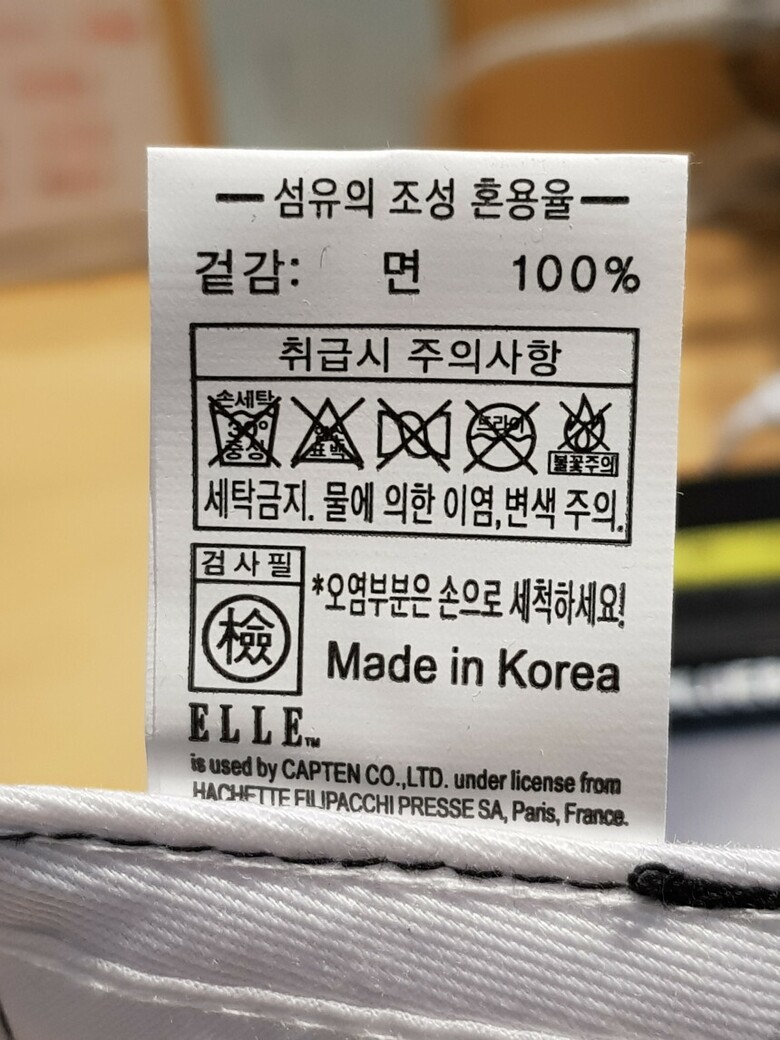 섬유의 조성 혼용율
겉감: 면 100%
취급시 주의사항
손세탁
30°
중성
염소
표백
드라이
불꽃주의
세탁금지. 물에 의한 이염,변색 주의.
검사필
檢
*오염부분은 손으로 세척하세요!
Made in Korea
ELLE™
is used by CAPTEN CO.,LTD. under license from
HACHETTE FILIPACCHI PRESSE SA, Paris, France.